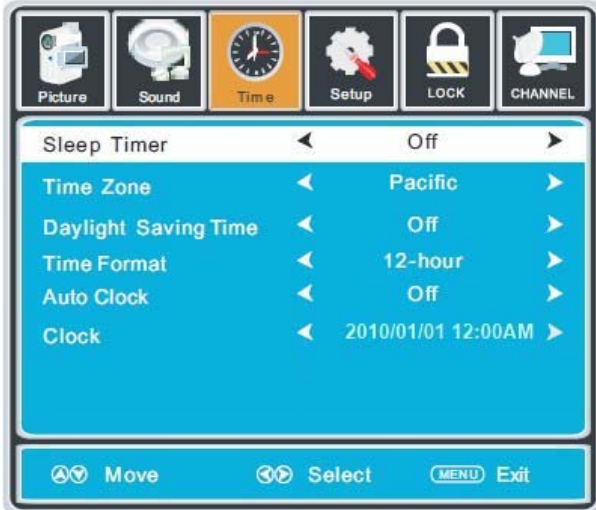 Picture Sound Time Setup LOCK CHANNEL
Sleep Timer Off
Time Zone Pacific
Daylight Saving Time Off
Time Format 12-hour
Auto Clock Off
Clock 2010/01/01 12:00AM
Move Select MENU Exit